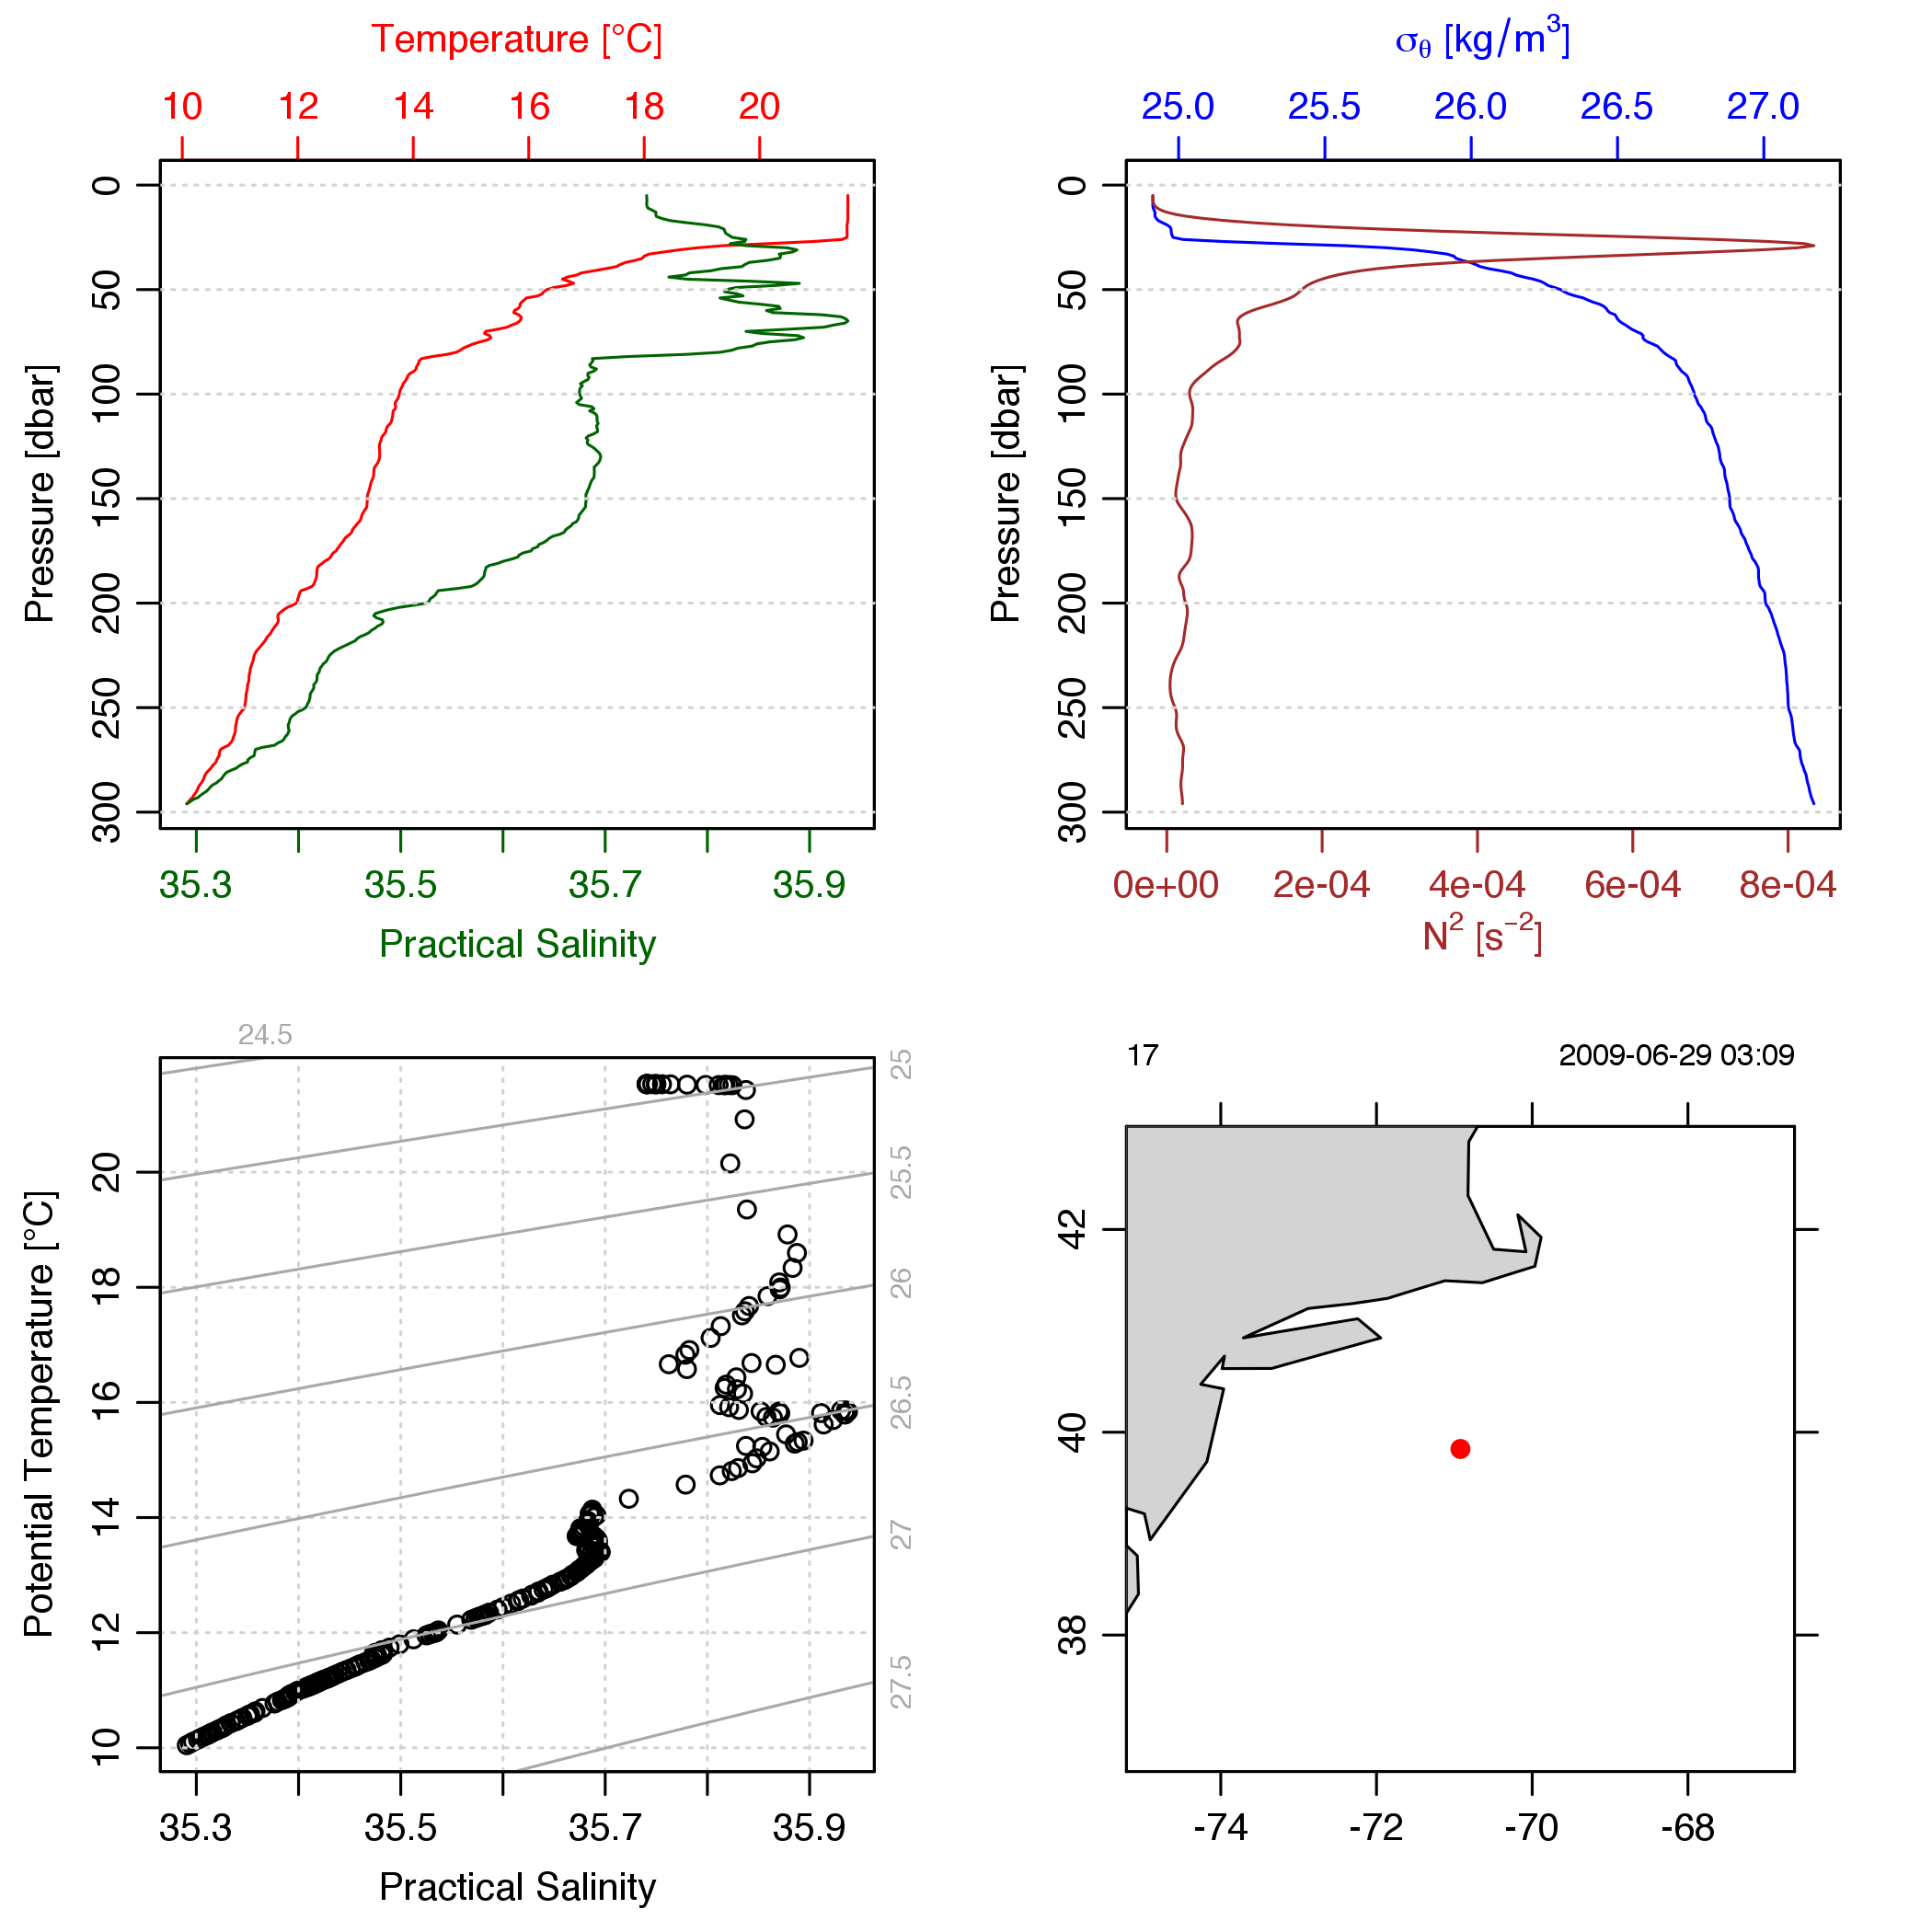 Temperature [°C]
10 12 14 16 18 20
Pressure [dbar]
0 50 100 150 200 250 300
35.3 35.5 35.7 35.9
Practical Salinity
σθ [kg/m³]
25.0 25.5 26.0 26.5 27.0
Pressure [dbar]
0 50 100 150 200 250 300
0e+00 2e-04 4e-04 6e-04 8e-04
N² [s⁻²]
24.5
25 25.5 26 26.5 27 27.5
Potential Temperature [°C]
10 12 14 16 18 20
35.3 35.5 35.7 35.9
Practical Salinity
17 2009-06-29 03:09
38 40 42
-74 -72 -70 -68